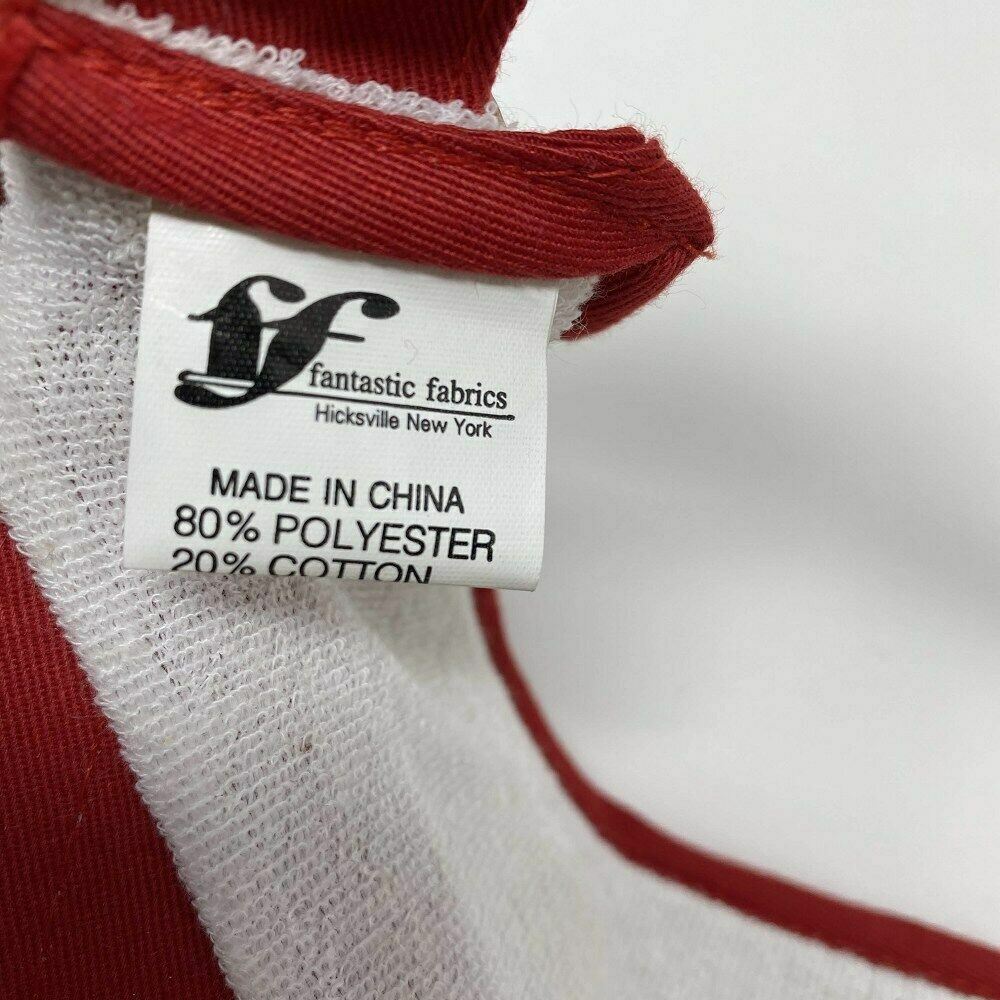 ff
fantastic fabrics
Hicksville New York
MADE IN CHINA
80% POLYESTER
20% COTTON